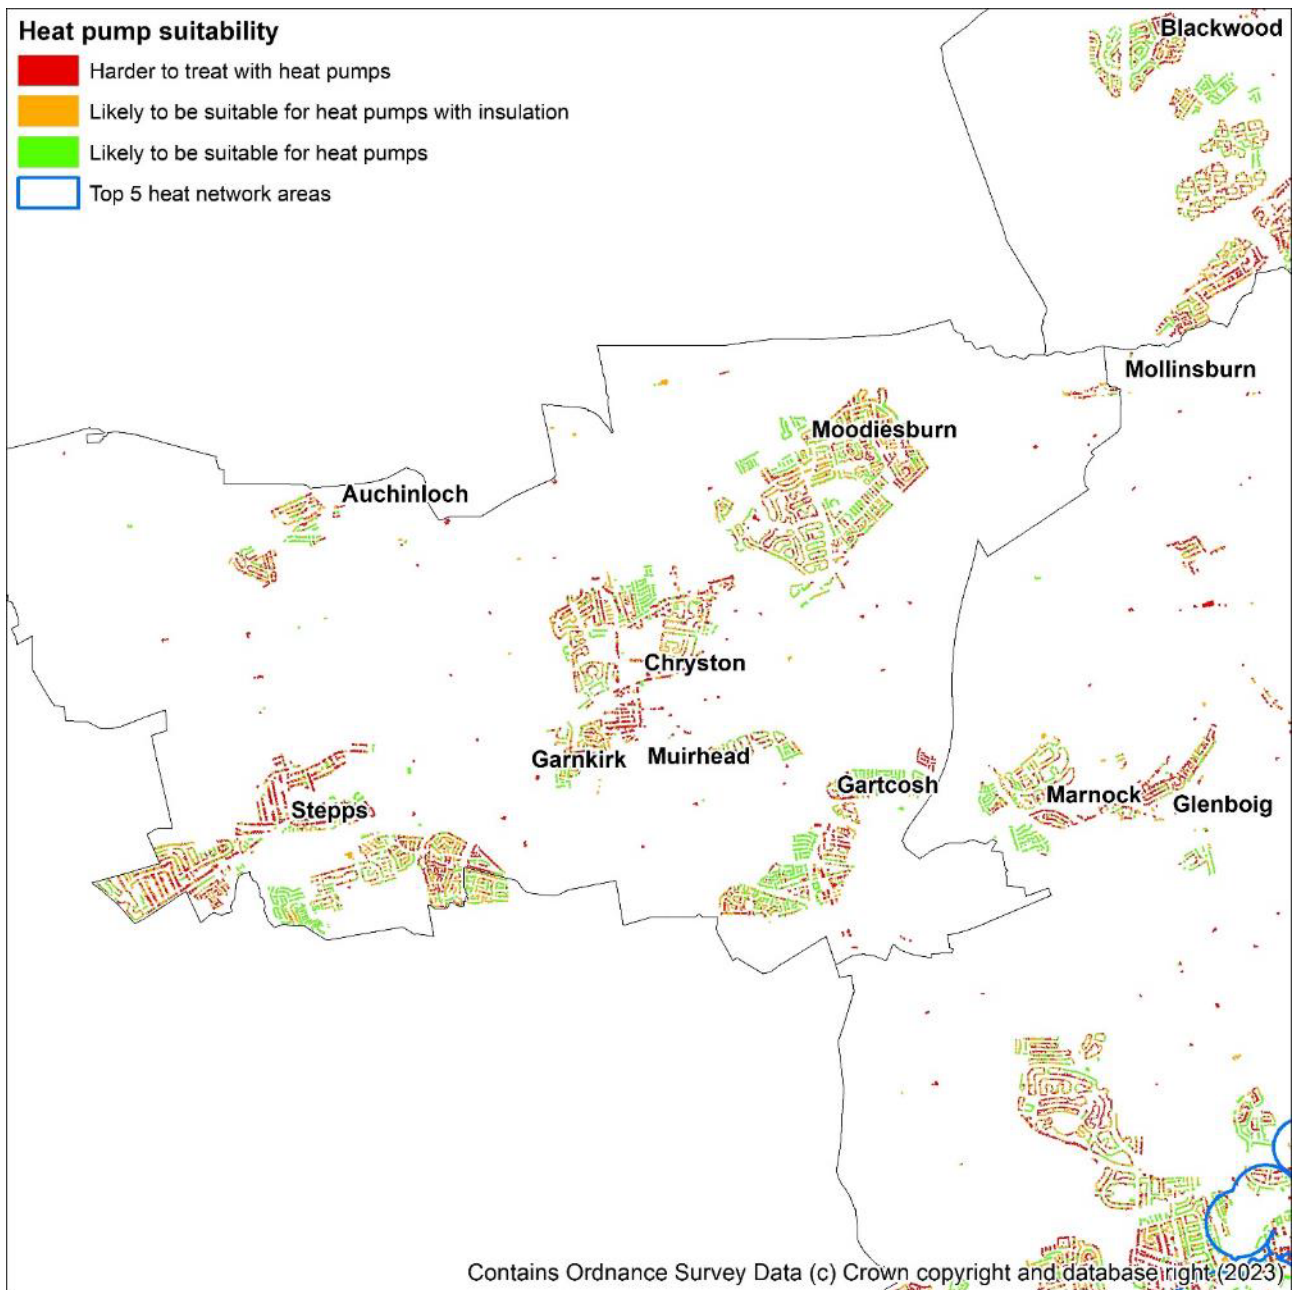 Heat pump suitability
Harder to treat with heat pumps
Likely to be suitable for heat pumps with insulation
Likely to be suitable for heat pumps
Top 5 heat network areas
Blackwood
Mollinsburn
Moodiesburn
Auchinloch
Chryston
Garnkirk
Muirhead
Gartcosh
Marnock
Glenboig
Stepps
Contains Ordnance Survey Data (c) Crown copyright and database right (2023)